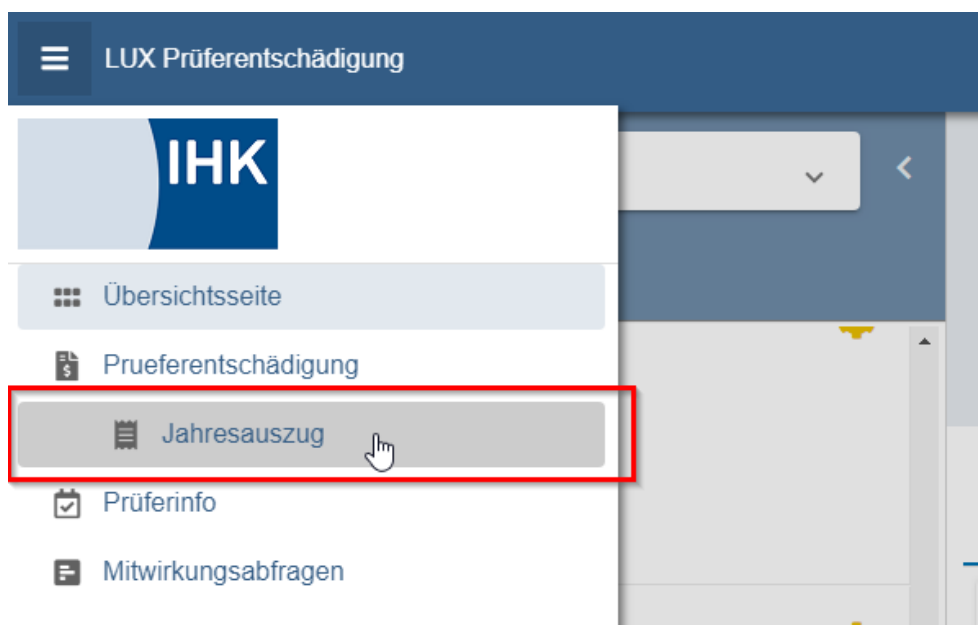 LUX Prüferentschädigung
IHK
Übersichtsseite
Prueferentschädigung
Jahresauszug
Prüferinfo
Mitwirkungsabfragen